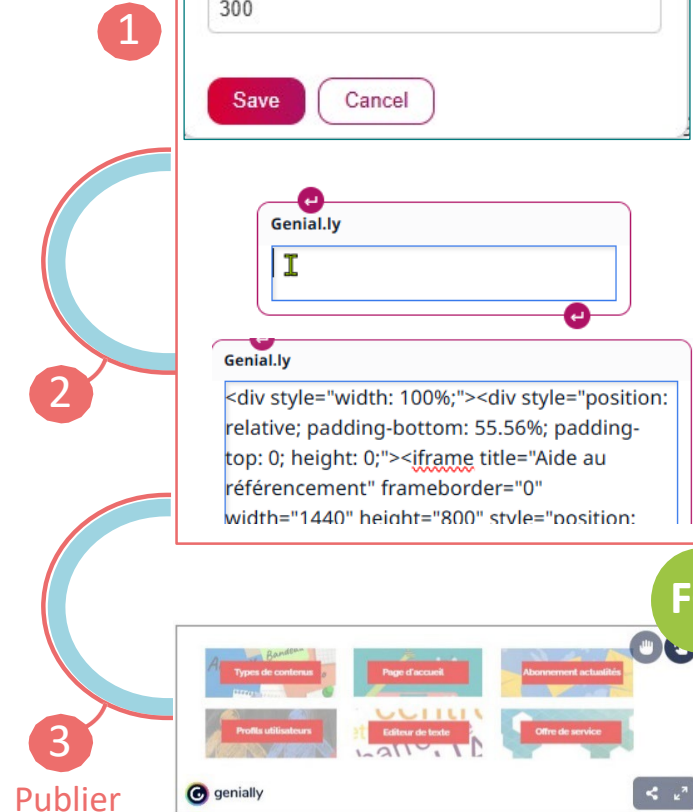 300
1
Save
Cancel
Genial.ly
Genial.ly
2
<div style="width: 100%;"><div style="position:
relative; padding-bottom: 55.56%; padding-
top: 0; height: 0;"><iframe title="Aide au
référencement" frameborder="0"
width="1440" height="800" style="position:
F
Bandeau
Types de contenus
Page d'accueil
Abonnement actualités
Profils utilisateurs
Editeur de texte
Offre de service
3
Publier
genially